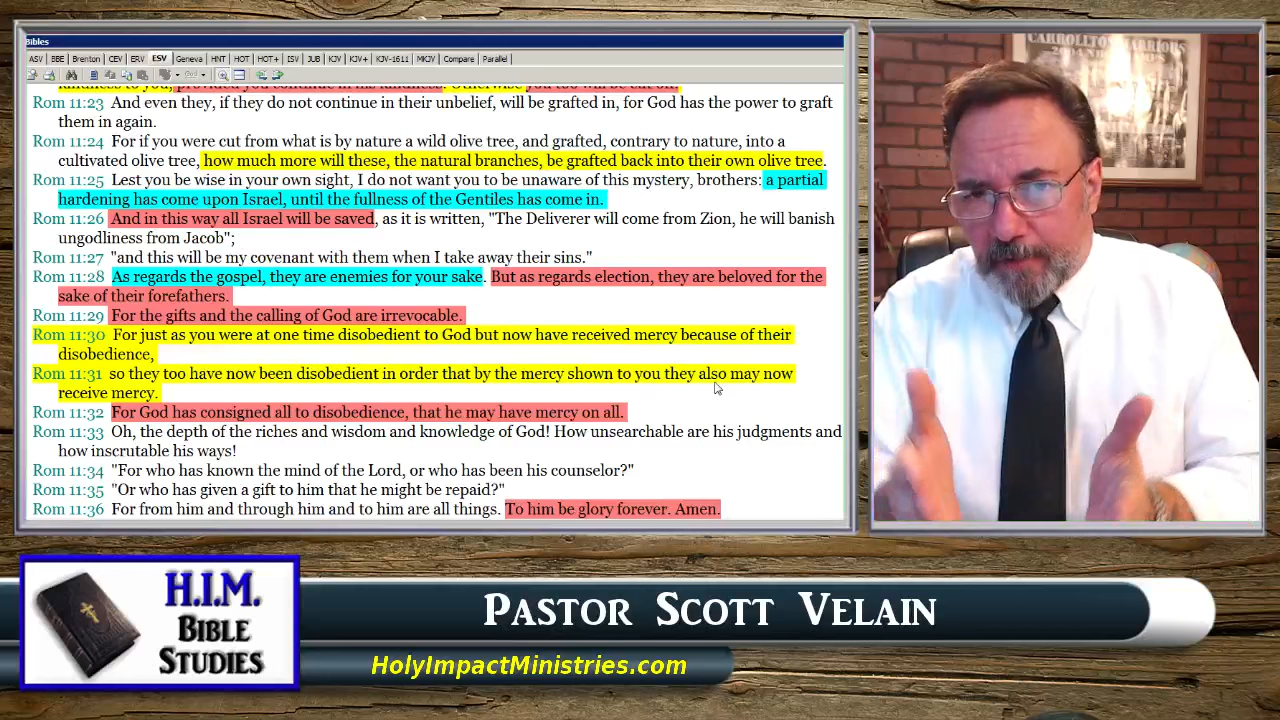 Bibles
ASV BBE Brenton CEV ERV ESV Geneva HNT HOT HOT+ ISV JUB KJV KJV+ KJV-1611 MKJV Compare Parallel
kindness to you, provided you continue in his kindness. Otherwise you too will be cut off.
Rom 11:23 And even they, if they do not continue in their unbelief, will be grafted in, for God has the power to graft
them in again.
Rom 11:24 For if you were cut from what is by nature a wild olive tree, and grafted, contrary to nature, into a
cultivated olive tree, how much more will these, the natural branches, be grafted back into their own olive tree.
Rom 11:25 Lest you be wise in your own sight, I do not want you to be unaware of this mystery, brothers: a partial
hardening has come upon Israel, until the fullness of the Gentiles has come in.
Rom 11:26 And in this way all Israel will be saved, as it is written, "The Deliverer will come from Zion, he will banish
ungodliness from Jacob";
Rom 11:27 "and this will be my covenant with them when I take away their sins."
Rom 11:28 As regards the gospel, they are enemies for your sake. But as regards election, they are beloved for the
sake of their forefathers.
Rom 11:29 For the gifts and the calling of God are irrevocable.
Rom 11:30 For just as you were at one time disobedient to God but now have received mercy because of their
disobedience,
Rom 11:31 so they too have now been disobedient in order that by the mercy shown to you they also may now
receive mercy.
Rom 11:32 For God has consigned all to disobedience, that he may have mercy on all.
Rom 11:33 Oh, the depth of the riches and wisdom and knowledge of God! How unsearchable are his judgments and
how inscrutable his ways!
Rom 11:34 "For who has known the mind of the Lord, or who has been his counselor?"
Rom 11:35 "Or who has given a gift to him that he might be repaid?"
Rom 11:36 For from him and through him and to him are all things. To him be glory forever. Amen.
CARROLLTON WARRIORS
H.I.M.
BIBLE
STUDIES
PASTOR SCOTT VELAIN
HolyImpactMinistries.com